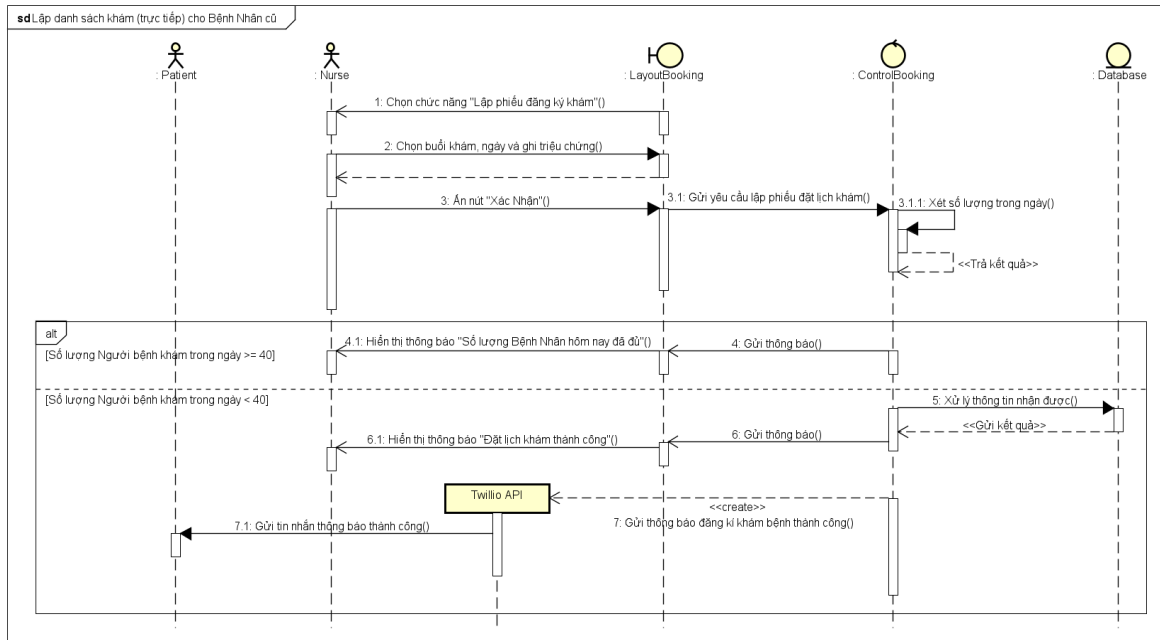 sd Lập danh sách khám (trực tiếp) cho Bệnh Nhân cũ
: Patient
: Nurse
: LayoutBooking
: ControlBooking
: Database
1: Chọn chức năng "Lập phiếu đăng ký khám"()
2: Chọn buổi khám, ngày và ghi triệu chứng()
3: Ấn nút "Xác Nhận"()
3.1: Gửi yêu cầu lập phiếu đặt lịch khám()
3.1.1: Xét số lượng trong ngày()
<<Trả kết quả>>
alt
[Số lượng Người bệnh khám trong ngày >= 40]
4.1: Hiển thị thông báo "Số lượng Bệnh Nhân hôm nay đã đủ"()
4: Gửi thông báo()
[Số lượng Người bệnh khám trong ngày < 40]
5: Xử lý thông tin nhận được()
<<Gửi kết quả>>
6.1: Hiển thị thông báo "Đặt lịch khám thành công"()
6: Gửi thông báo()
Twillio API
<<create>>
7: Gửi thông báo đăng kí khám bệnh thành công()
7.1: Gửi tin nhắn thông báo thành công()